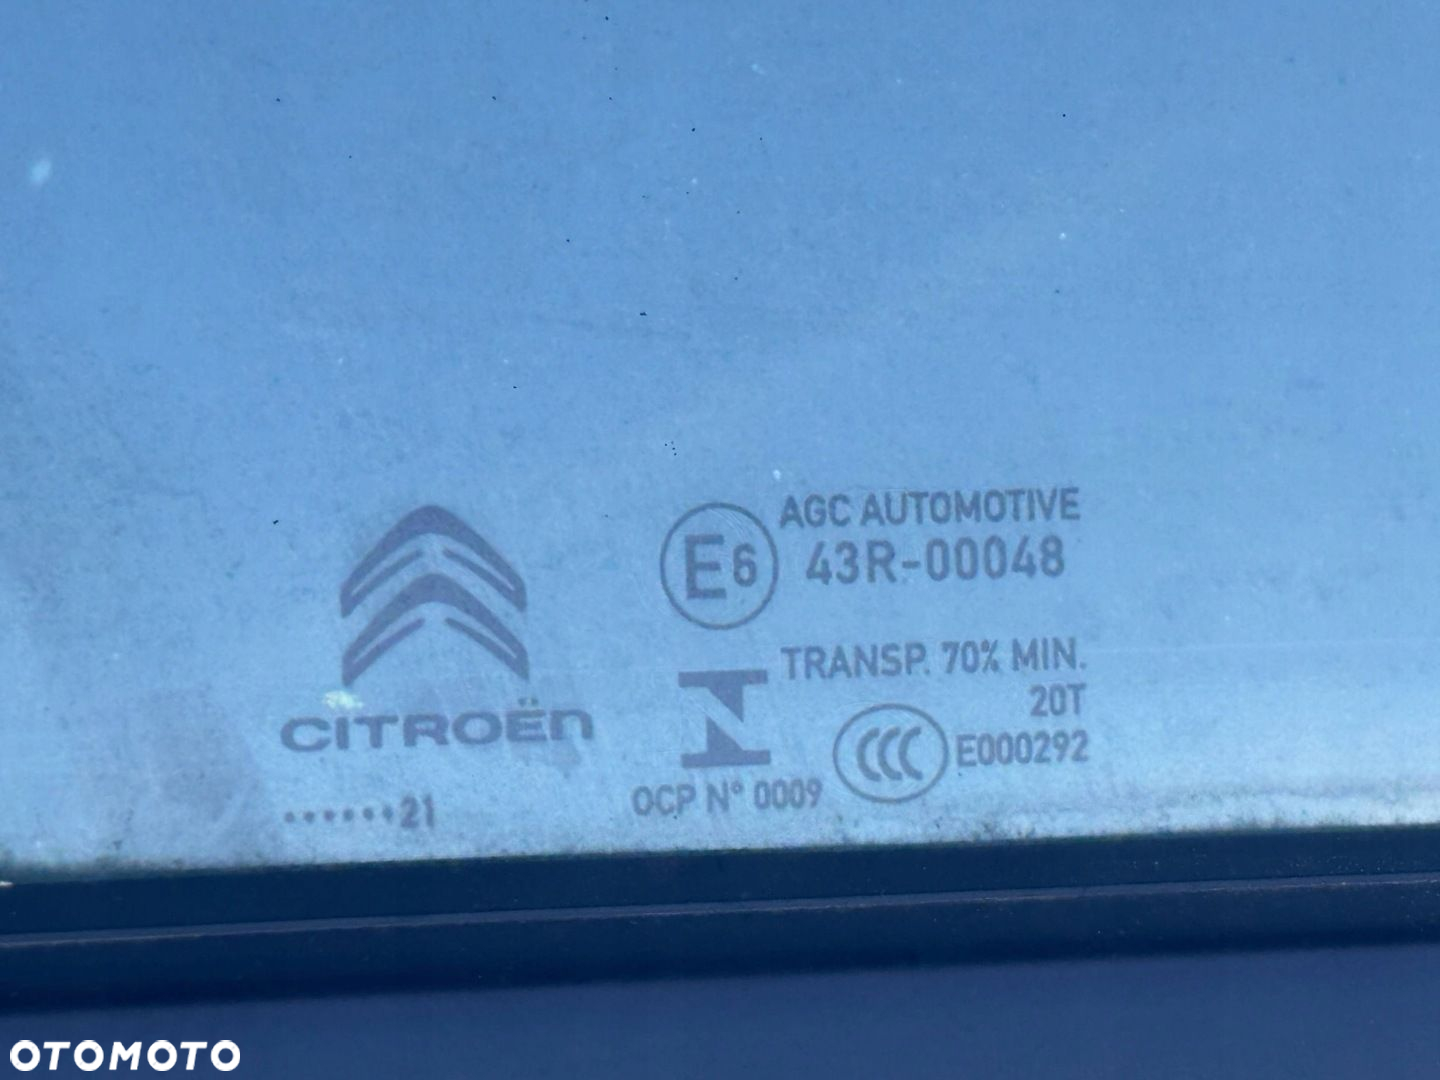 AGC AUTOMOTIVE
E6 43R-00048
TRANSP. 70% MIN.
20T
CITROËN
CCC E000292
OCP N° 0009
••••••21
OTOMOTO